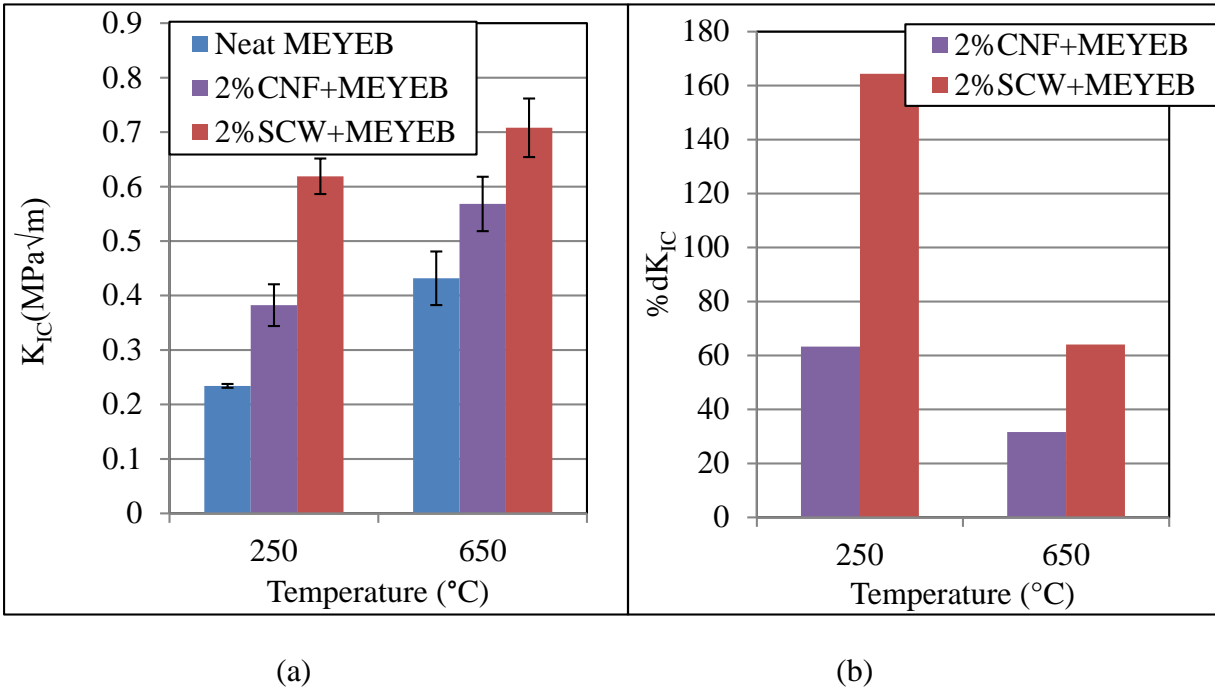 0.9
0.8
0.7
0.6
0.5
0.4
0.3
0.2
0.1
0
K_IC(MPa√m)
Neat MEYEB
2%CNF+MEYEB
2%SCW+MEYEB
250
650
Temperature (°C)
180
160
140
120
100
80
60
40
20
0
%dK_IC
2%CNF+MEYEB
2%SCW+MEYEB
250
650
Temperature (°C)
(a)
(b)